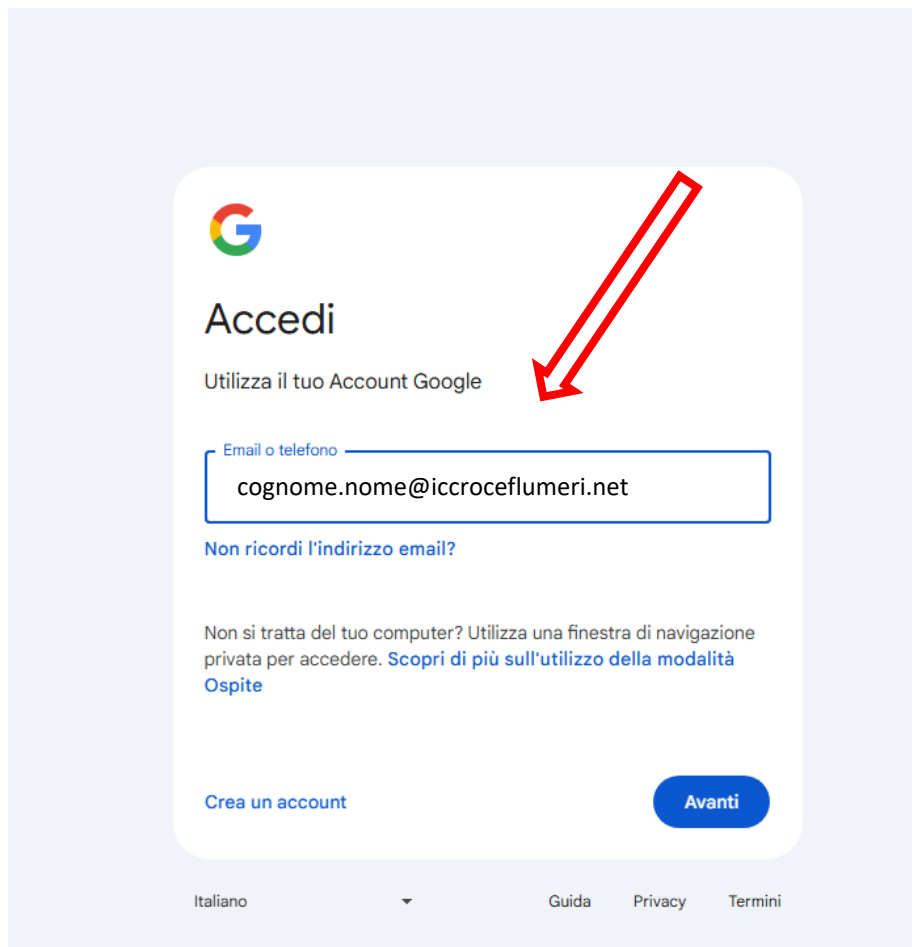 Accedi
Utilizza il tuo Account Google
Email o telefono
cognome.nome@iccroceflumeri.net
Non ricordi l'indirizzo email?
Non si tratta del tuo computer? Utilizza una finestra di navigazione
privata per accedere. Scopri di più sull'utilizzo della modalità
Ospite
Crea un account
Avanti
Italiano
Guida
Privacy
Termini